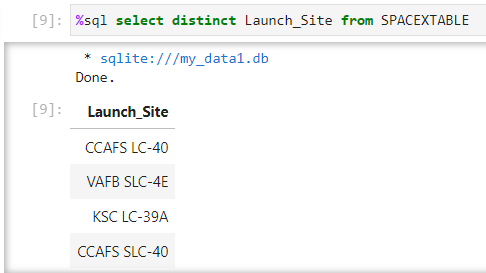 [9]: %sql select distinct Launch_Site from SPACEXTABLE
* sqlite:///my_data1.db
Done.
[9]: Launch_Site
CCAFS LC-40
VAFB SLC-4E
KSC LC-39A
CCAFS SLC-40